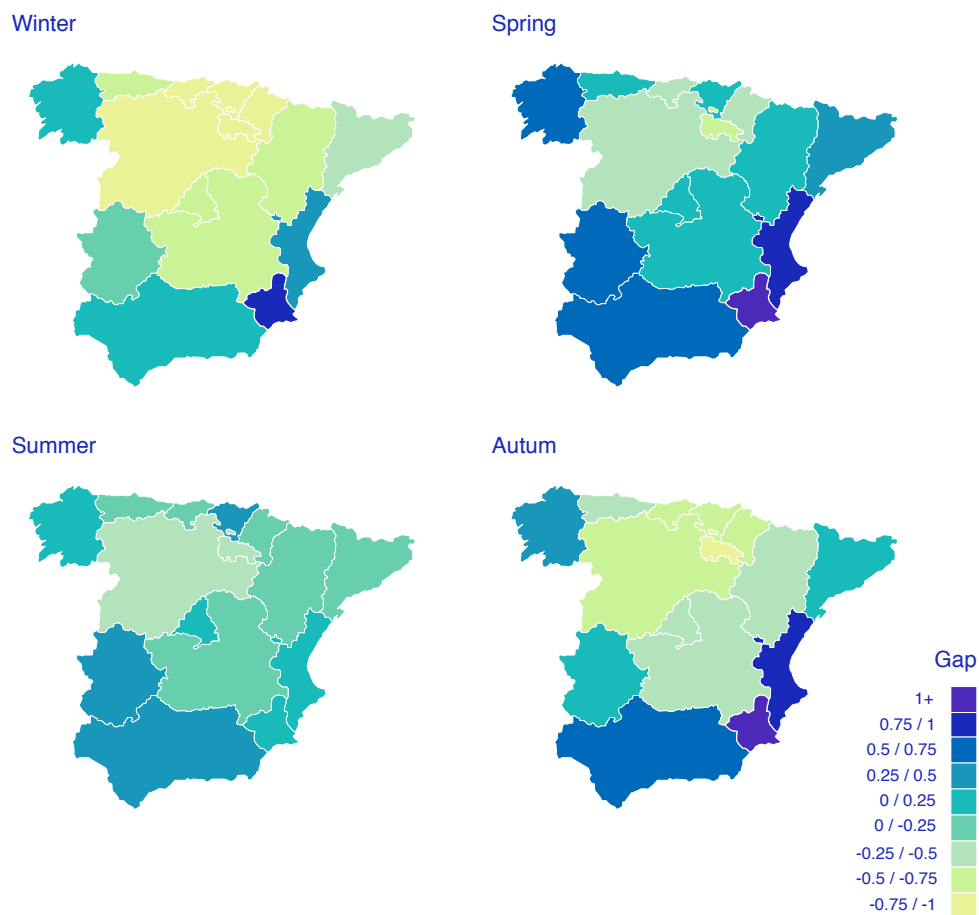 Winter
Spring
Summer
Autum
Gap
1+
0.75 / 1
0.5 / 0.75
0.25 / 0.5
0 / 0.25
0 / -0.25
-0.25 / -0.5
-0.5 / -0.75
-0.75 / -1